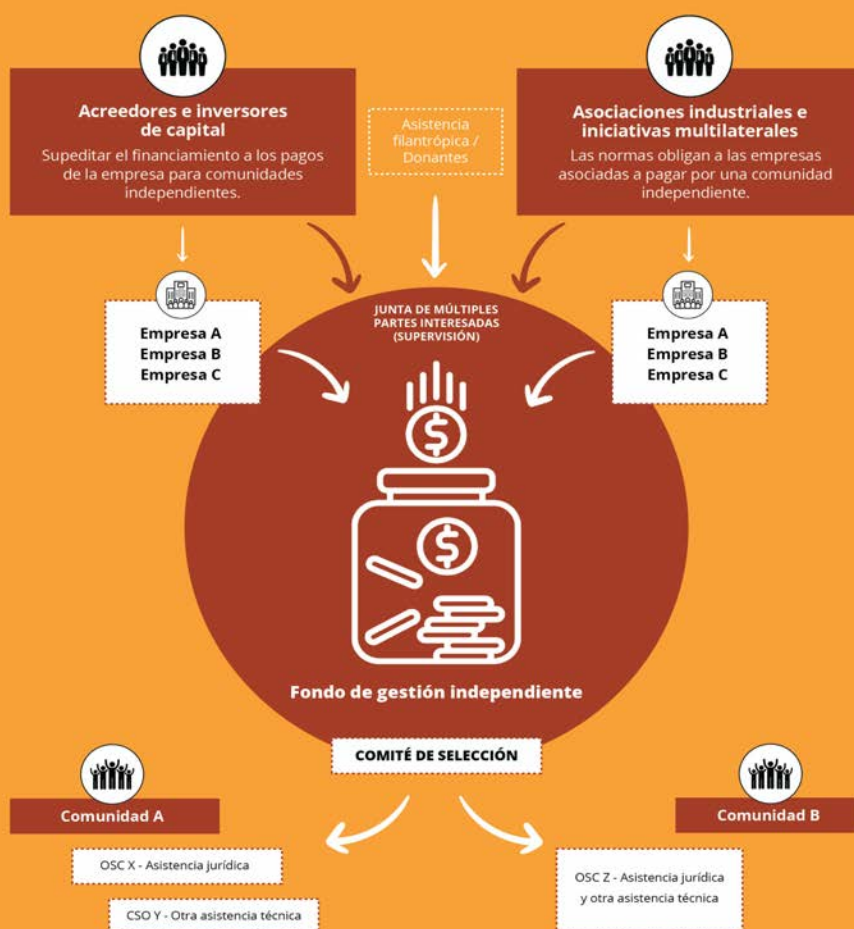 Acreedores e inversores
de capital
Supeditar el financiamiento a los pagos
de la empresa para comunidades
independientes.
Asistencia
filantrópica /
Donantes
Asociaciones industriales e
iniciativas multilaterales
Las normas obligan a las empresas
asociadas a pagar por una comunidad
independiente.
Empresa A
Empresa B
Empresa C
JUNTA DE MÚLTIPLES
PARTES INTERESADAS
(SUPERVISIÓN)
Empresa A
Empresa B
Empresa C
$
$
Fondo de gestión independiente
COMITÉ DE SELECCIÓN
Comunidad A
OSC X - Asistencia jurídica
CSO Y - Otra asistencia técnica
Comunidad B
OSC Z - Asistencia jurídica
y otra asistencia técnica